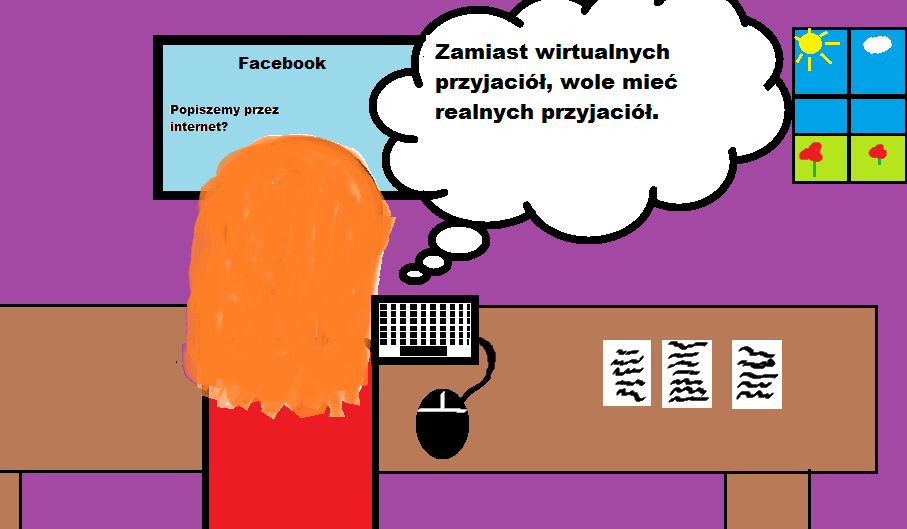 Facebook
Popiszemy przez
internet?
Zamiast wirtualnych
przyjaciół, wole mieć
realnych przyjaciół.